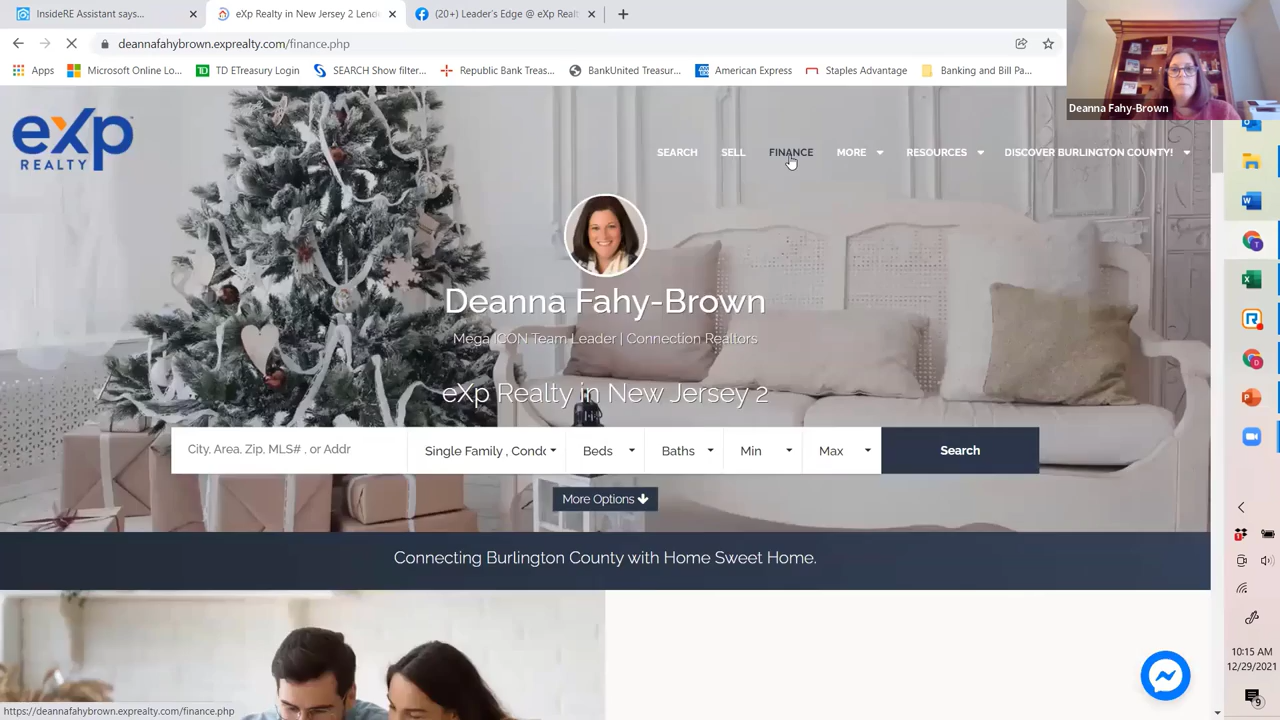 InsideRE Assistant says...
eXp Realty in New Jersey 2 Lend
(20+) Leader's Edge @ eXp Realt
deannafahybrown.exprealty.com/finance.php
Apps
Microsoft Online Lo...
TD ETreasury Login
SEARCH Show filter...
Republic Bank Treas...
BankUnited Treasur...
American Express
Staples Advantage
Banking and Bill Pa...
Deanna Fahy-Brown
eXp
REALTY
SEARCH
SELL
FINANCE
MORE
RESOURCES
DISCOVER BURLINGTON COUNTY!
Deanna Fahy-Brown
Mega ICON Team Leader | Connection Realtors
eXp Realty in New Jersey 2
City, Area, Zip, MLS# , or Addr
Single Family , Condo
Beds
Baths
Min
Max
Search
More Options
Connecting Burlington County with Home Sweet Home.
10:15 AM
12/29/2021
9
https://deannafahybrown.exprealty.com/finance.php